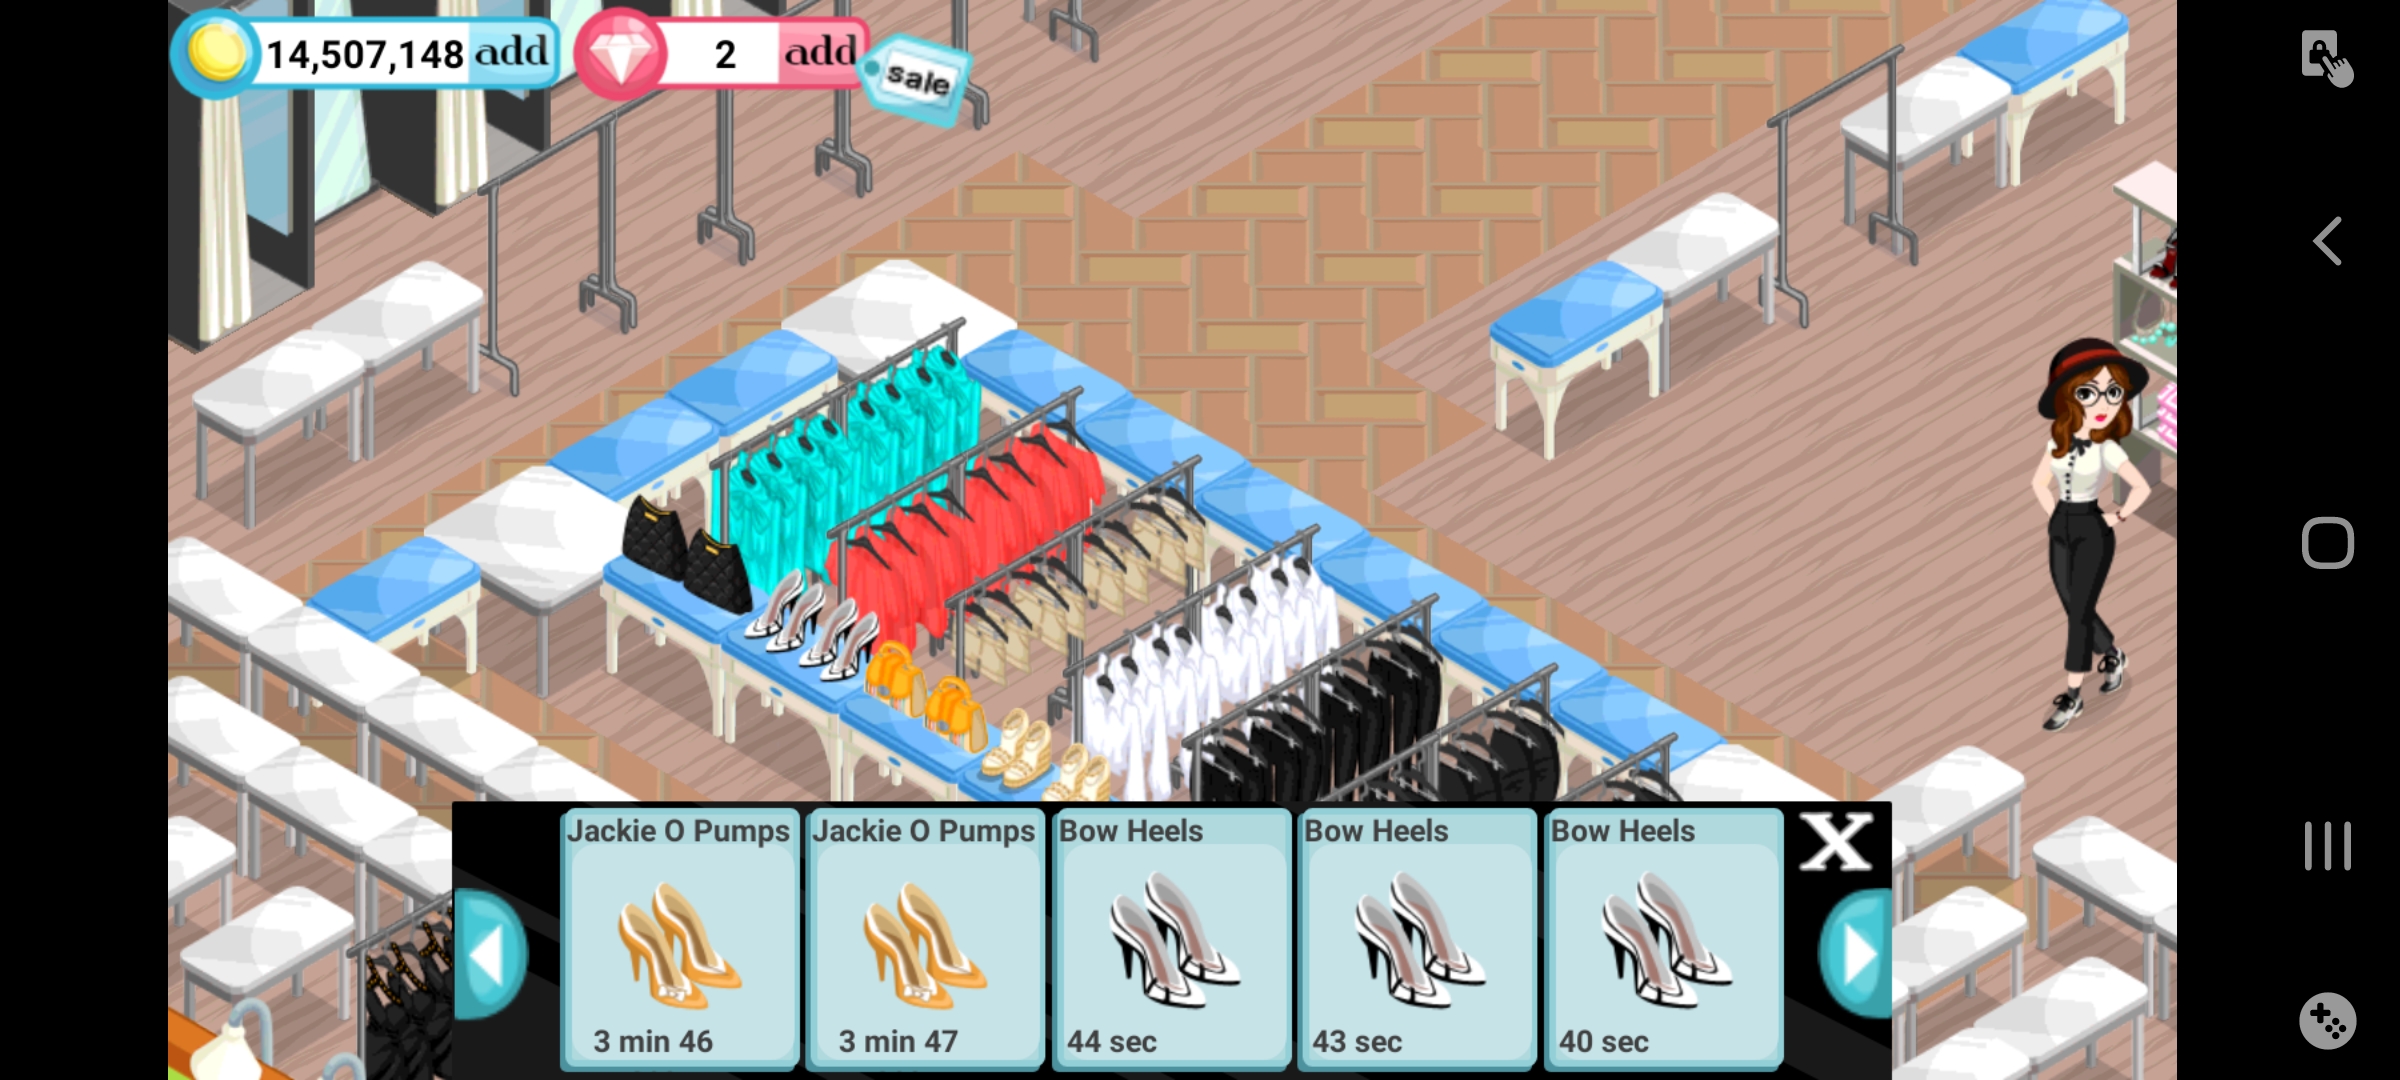 14,507,148 add
2 add
sale
Jackie O Pumps
3 min 46
Jackie O Pumps
3 min 47
Bow Heels
44 sec
Bow Heels
43 sec
Bow Heels
40 sec
X